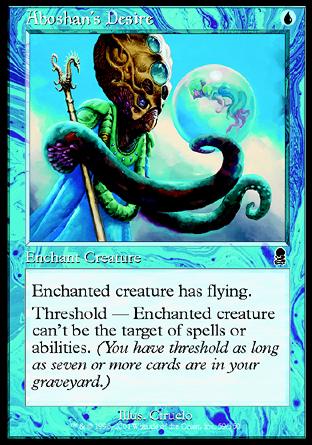 Aboshan's Desire
Enchant Creature
Enchanted creature has flying.
Threshold — Enchanted creature
can't be the target of spells or
abilities. (You have threshold as long
as seven or more cards are in your
graveyard.)
Illus. Ciruelo